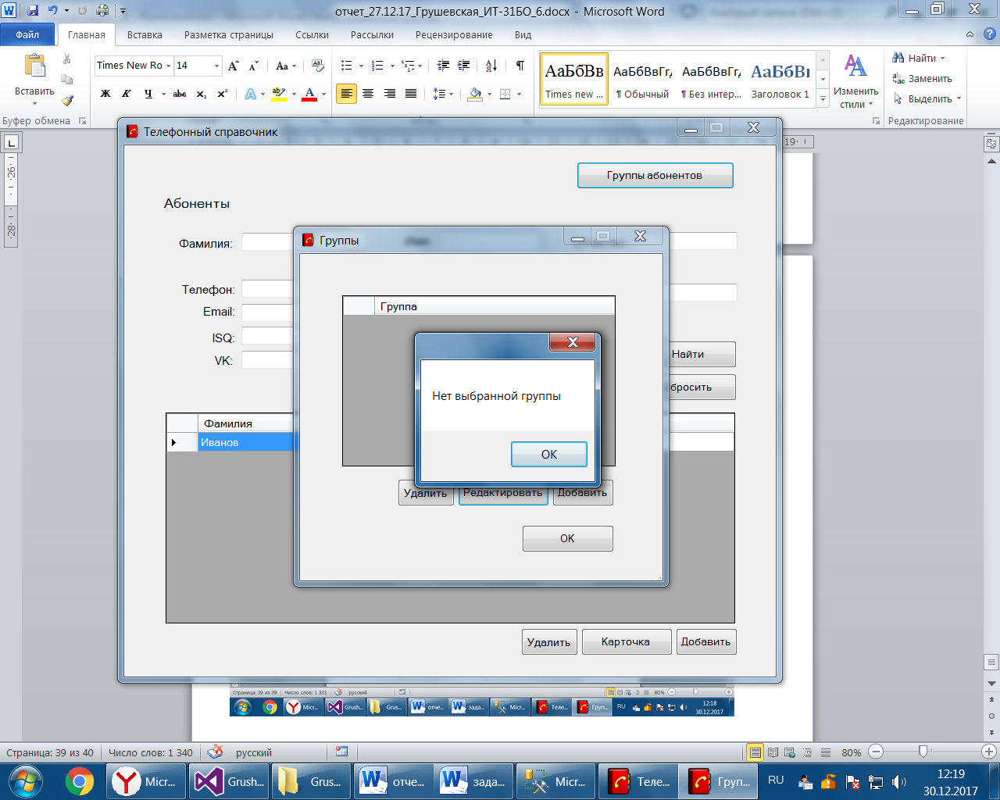 отчет_27.12.17_Грушевская_ИТ-31БО_6.docx - Microsoft Word
Файл Главная Вставка Разметка страницы Ссылки Рассылки Рецензирование Вид
Times New Ro 14
Вставить
Буфер обмена
Ж К Ч abc x₂ x²
АаБбВв АаБбВвГг, АаБбВвГг, АаБбВı
Times new ... ¶ Обычный ¶ Без интер... Заголовок 1
Изменить стили
Найти
Заменить
Выделить
Редактирование
Телефонный справочник
Группы абонентов
Абоненты
Фамилия:
Телефон:
Email:
ISQ:
VK:
Найти
бросить
Фамилия
Иванов
Удалить Карточка Добавить
Группы
Группа
Удалить Редактировать Добавить
OK
Нет выбранной группы
OK
Страница: 39 из 39 Число слов: 1 331 русский 80%
Micr... Grush... Grus... отче... зада... Micr... Теле... Груп... RU 12:18
30.12.2017
Страница: 39 из 40 Число слов: 1 340 русский 80%
Micr... Grush... Grus... отче... зада... Micr... Теле... Груп... RU 12:19
30.12.2017